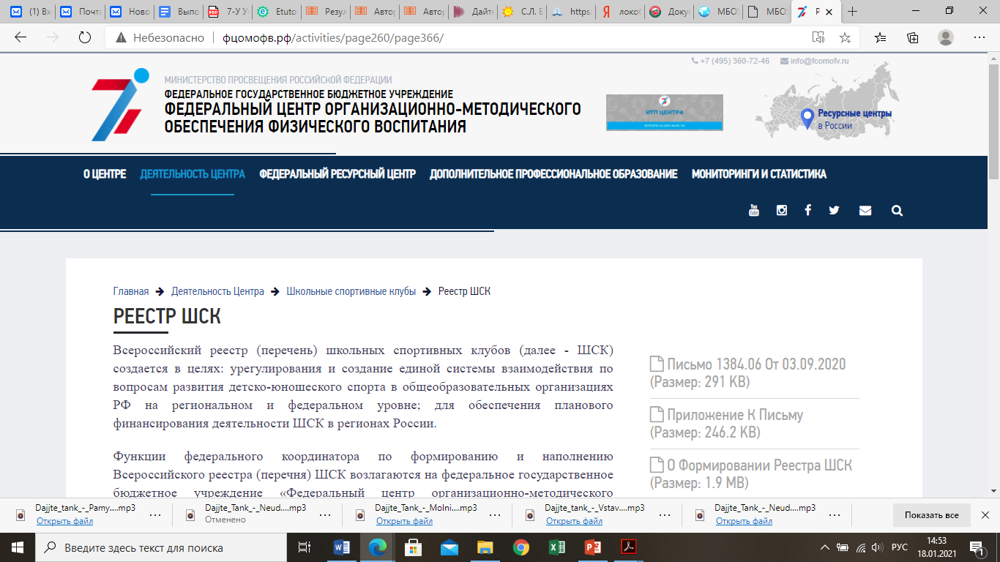 (1) Вх
Почта
Ново
Выпо
7-У У
Etuto
Резул
Автор
Автор
Дайте
С.Л. Е
https:
локо
Докум
МБО
МБО
Р
Небезопасно
фцомофв.рф/activities/page260/page366/
+7 (495) 360-72-46 info@fcomofv.ru
МИНИСТЕРСТВО ПРОСВЕЩЕНИЯ РОССИЙСКОЙ ФЕДЕРАЦИИ
ФЕДЕРАЛЬНОЕ ГОСУДАРСТВЕННОЕ БЮДЖЕТНОЕ УЧРЕЖДЕНИЕ
ФЕДЕРАЛЬНЫЙ ЦЕНТР ОРГАНИЗАЦИОННО-МЕТОДИЧЕСКОГО
ОБЕСПЕЧЕНИЯ ФИЗИЧЕСКОГО ВОСПИТАНИЯ
ИТП ЦЕНТРА
Ресурсные центры
в России
О ЦЕНТРЕ ДЕЯТЕЛЬНОСТЬ ЦЕНТРА ФЕДЕРАЛЬНЫЙ РЕСУРСНЫЙ ЦЕНТР ДОПОЛНИТЕЛЬНОЕ ПРОФЕССИОНАЛЬНОЕ ОБРАЗОВАНИЕ МОНИТОРИНГИ И СТАТИСТИКА
Главная Деятельность Центра Школьные спортивные клубы Реестр ШСК
РЕЕСТР ШСК
Всероссийский реестр (перечень) школьных спортивных клубов (далее - ШСК)
создается в целях: урегулирования и создание единой системы взаимодействия по
вопросам развития детско-юношеского спорта в общеобразовательных организациях
РФ на региональном и федеральном уровне; для обеспечения планового
финансирования деятельности ШСК в регионах России.
Функции федерального координатора по формированию и наполнению
Всероссийского реестра (перечня) ШСК возлагаются на федеральное государственное
бюджетное учреждение «Федеральный центр организационно-методического
Письмо 1384.06 От 03.09.2020
(Размер: 291 KB)
Приложение К Письму
(Размер: 246.2 KB)
О Формировании Реестра ШСК
(Размер: 1.9 MB)
Dajjte_tank_-_Pamy....mp3
Открыть файл
Dajjte_Tank_-_Neud....mp3
Отменено
Dajjte_Tank_-_Molni....mp3
Открыть файл
Dajjte_tank_-_Vstav....mp3
Открыть файл
Dajjte_Tank_-_Neud....mp3
Открыть файл
Показать все
Введите здесь текст для поиска
РУС
14:53
18.01.2021
1